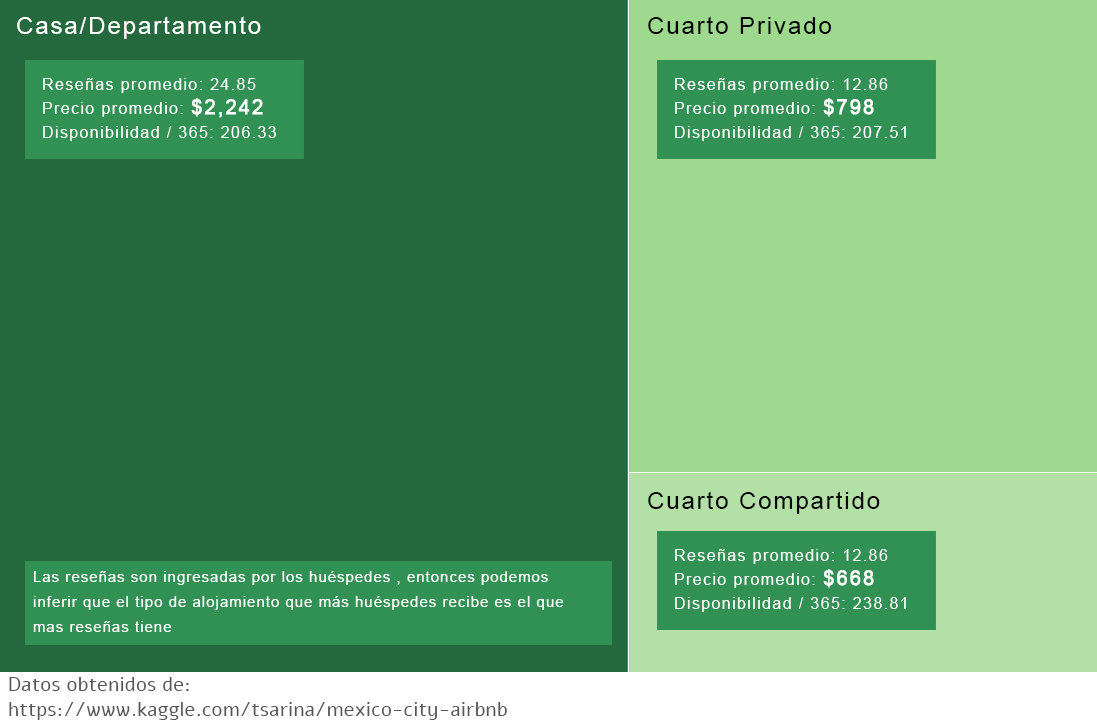 Casa/Departamento
Reseñas promedio: 24.85
Precio promedio: $2,242
Disponibilidad / 365: 206.33
Las reseñas son ingresadas por los huéspedes , entonces podemos
inferir que el tipo de alojamiento que más huéspedes recibe es el que
mas reseñas tiene
Cuarto Privado
Reseñas promedio: 12.86
Precio promedio: $798
Disponibilidad / 365: 207.51
Cuarto Compartido
Reseñas promedio: 12.86
Precio promedio: $668
Disponibilidad / 365: 238.81
Datos obtenidos de:
https://www.kaggle.com/tsarina/mexico-city-airbnb